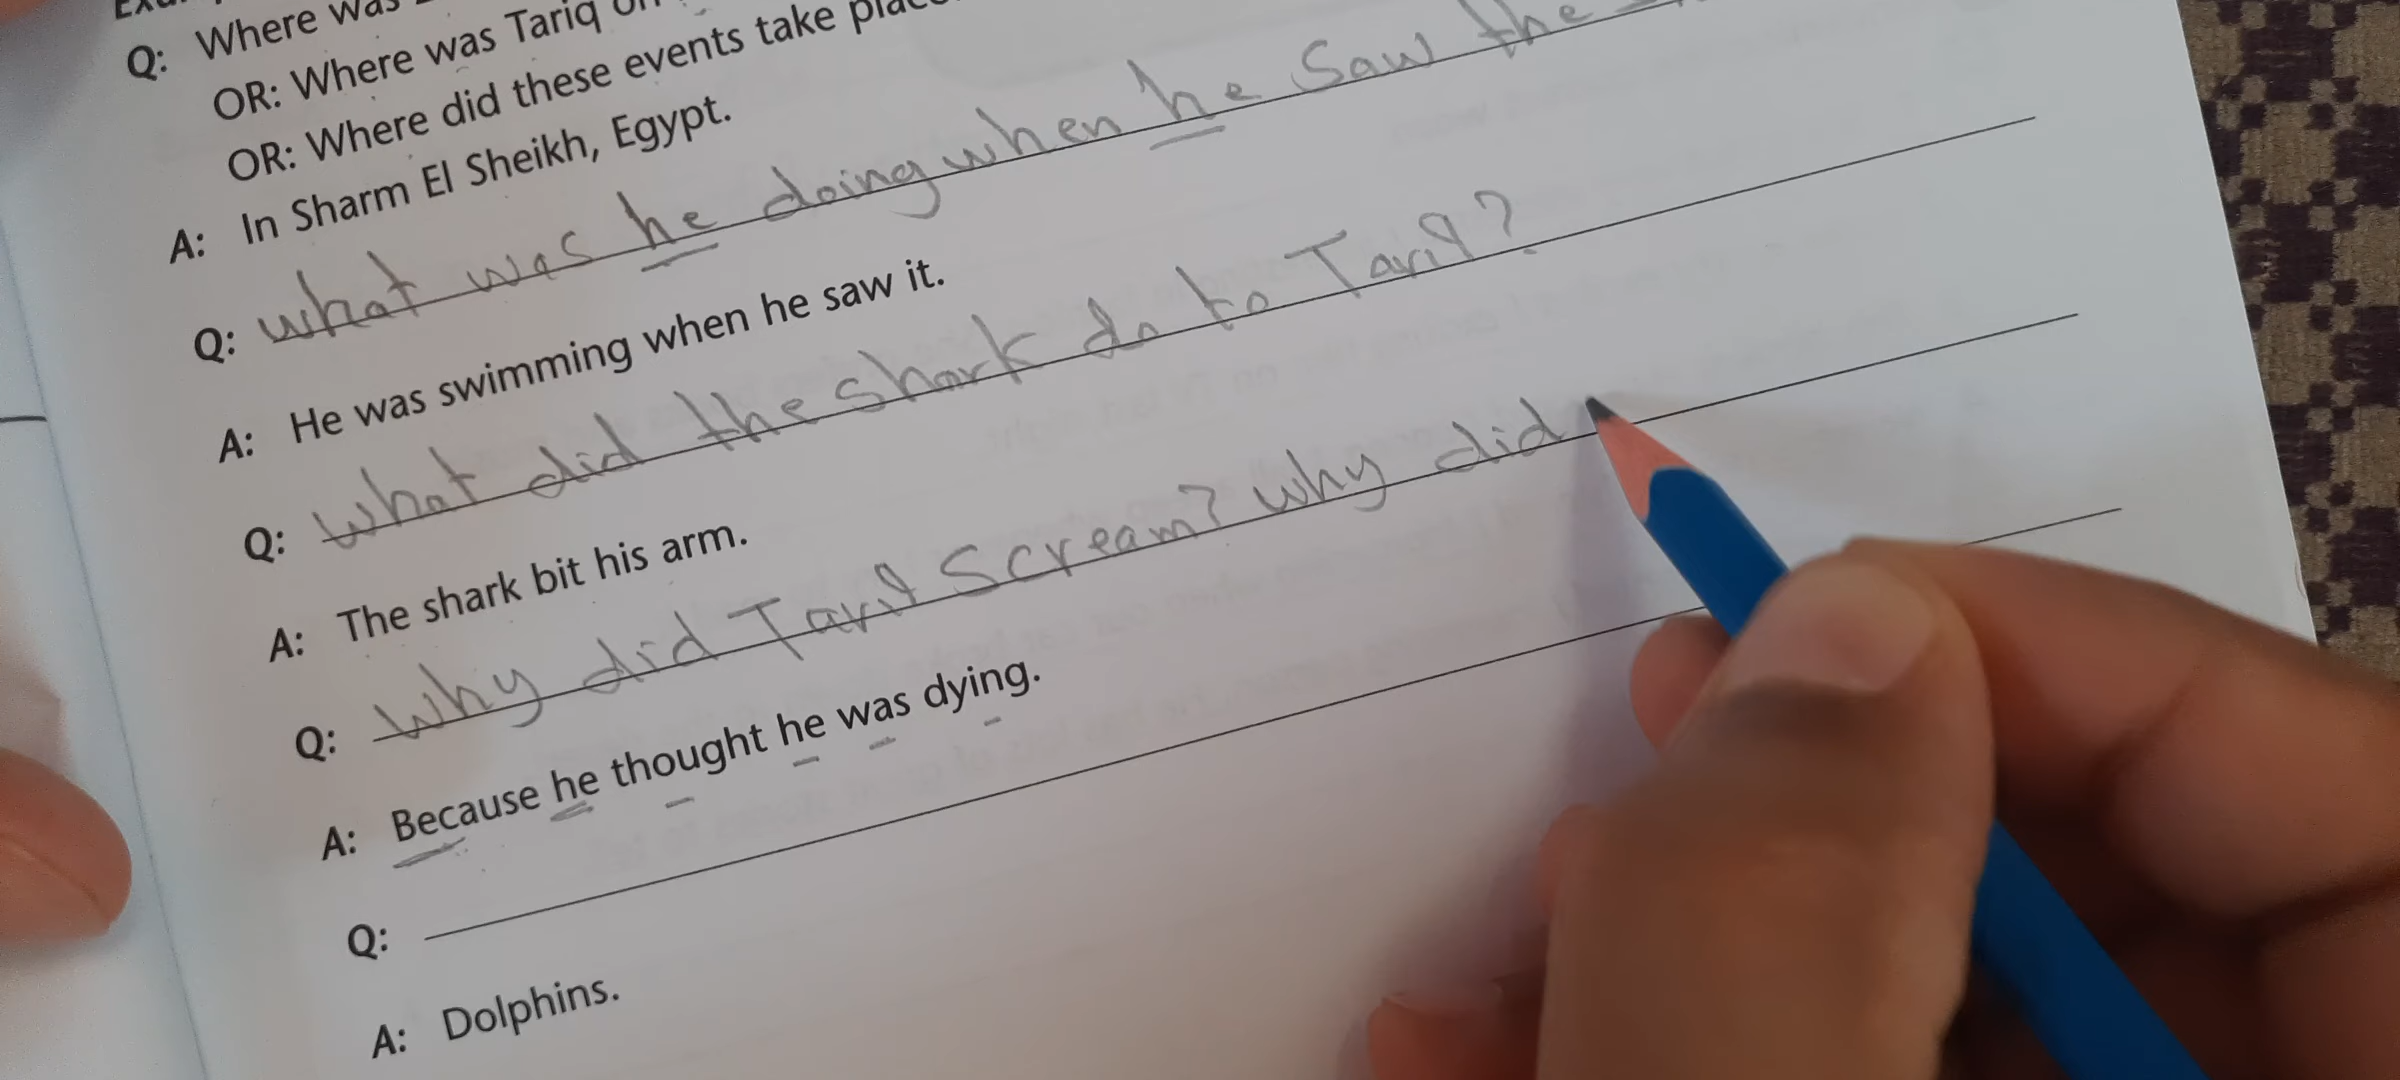 Q: Where was
OR: Where was Tariq on
OR: Where did these events take place
A: In Sharm El Sheikh, Egypt.
Q: What was he doing when he saw the
A: He was swimming when he saw it.
Q: What did the shark do to Tariq?
A: The shark bit his arm.
Q: Why did Tariq scream? Why did
A: Because he thought he was dying.
Q:
A: Dolphins.